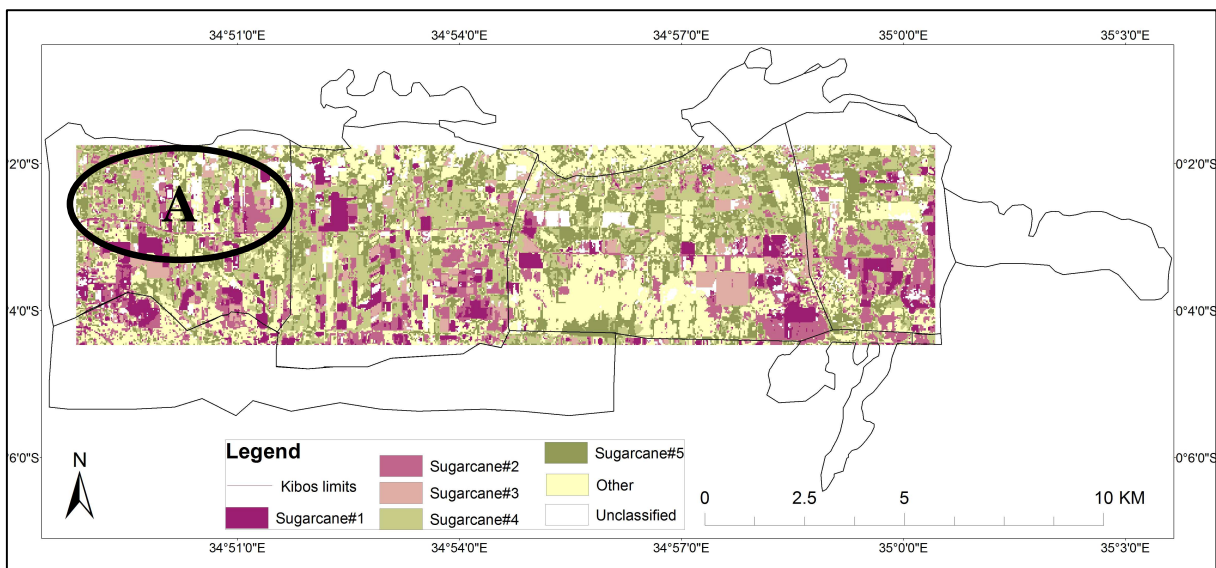 34°51'0"E 34°54'0"E 34°57'0"E 35°0'0"E 35°3'0"E
'2'0"S 0°2'0"S
A
'4'0"S 0°4'0"S
'6'0"S 0°6'0"S
N
Legend
Kibos limits
Sugarcane#1
Sugarcane#2
Sugarcane#3
Sugarcane#4
Sugarcane#5
Other
Unclassified
0 2.5 5 10 KM
34°51'0"E 34°54'0"E 34°57'0"E 35°0'0"E 35°3'0"E